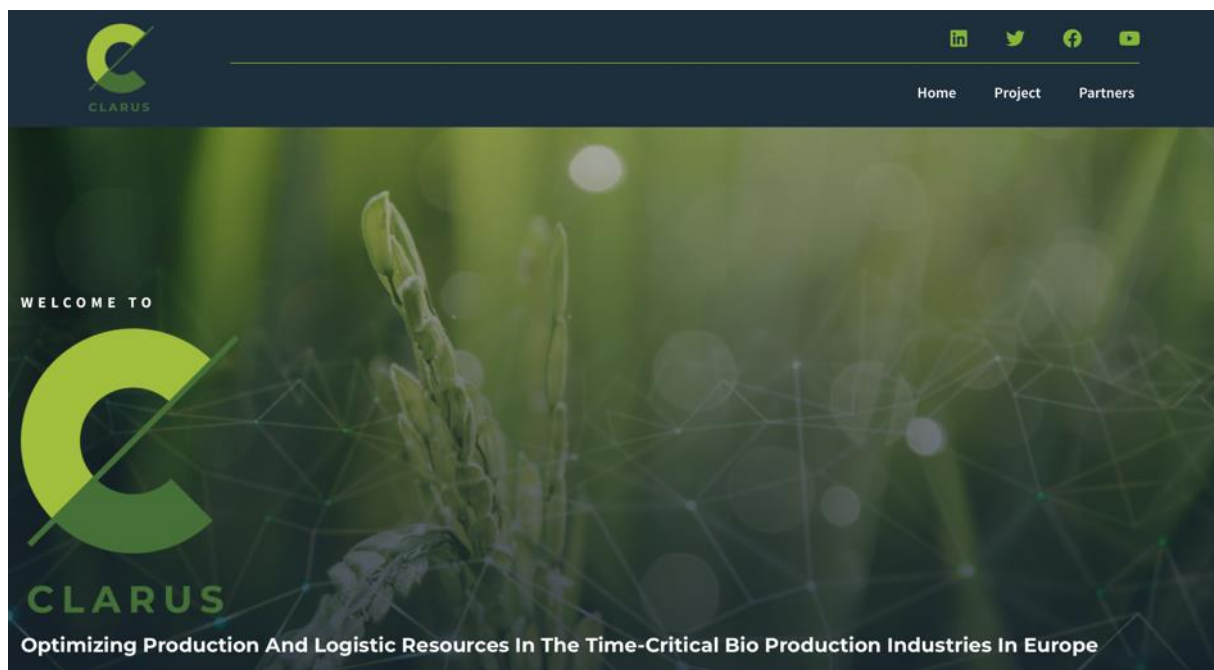 CLARUS
Home Project Partners
WELCOME TO
CLARUS
Optimizing Production And Logistic Resources In The Time-Critical Bio Production Industries In Europe